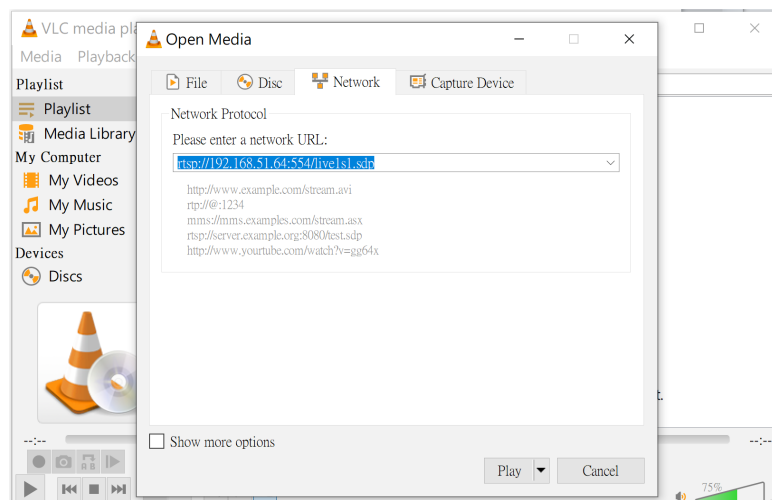 VLC media pla
Media Playback
Playlist
Playlist
Media Library
My Computer
My Videos
My Music
My Pictures
Devices
Discs
--:--
Open Media
File
Disc
Network
Capture Device
Network Protocol
Please enter a network URL:
rtsp://192.168.51.64:554/live1s1.sdp
http://www.example.com/stream.avi
rtp://@:1234
mms://mms.examples.com/stream.asx
rtsp://server.example.org:8080/test.sdp
http://www.yourtube.com/watch?v=gg64x
Show more options
Play
Cancel
t.
--:--
75%